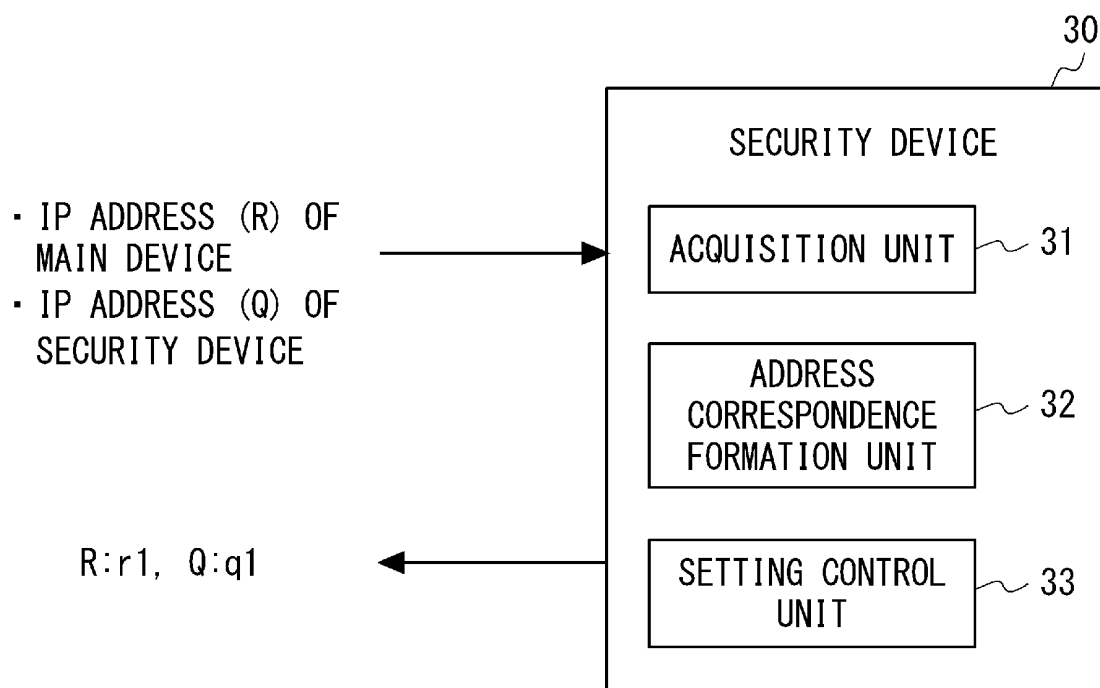 30
SECURITY DEVICE
・IP ADDRESS (R) OF
MAIN DEVICE
・IP ADDRESS (Q) OF
SECURITY DEVICE
ACQUISITION UNIT
31
ADDRESS
CORRESPONDENCE
FORMATION UNIT
32
R:r1, Q:q1
SETTING CONTROL
UNIT
33